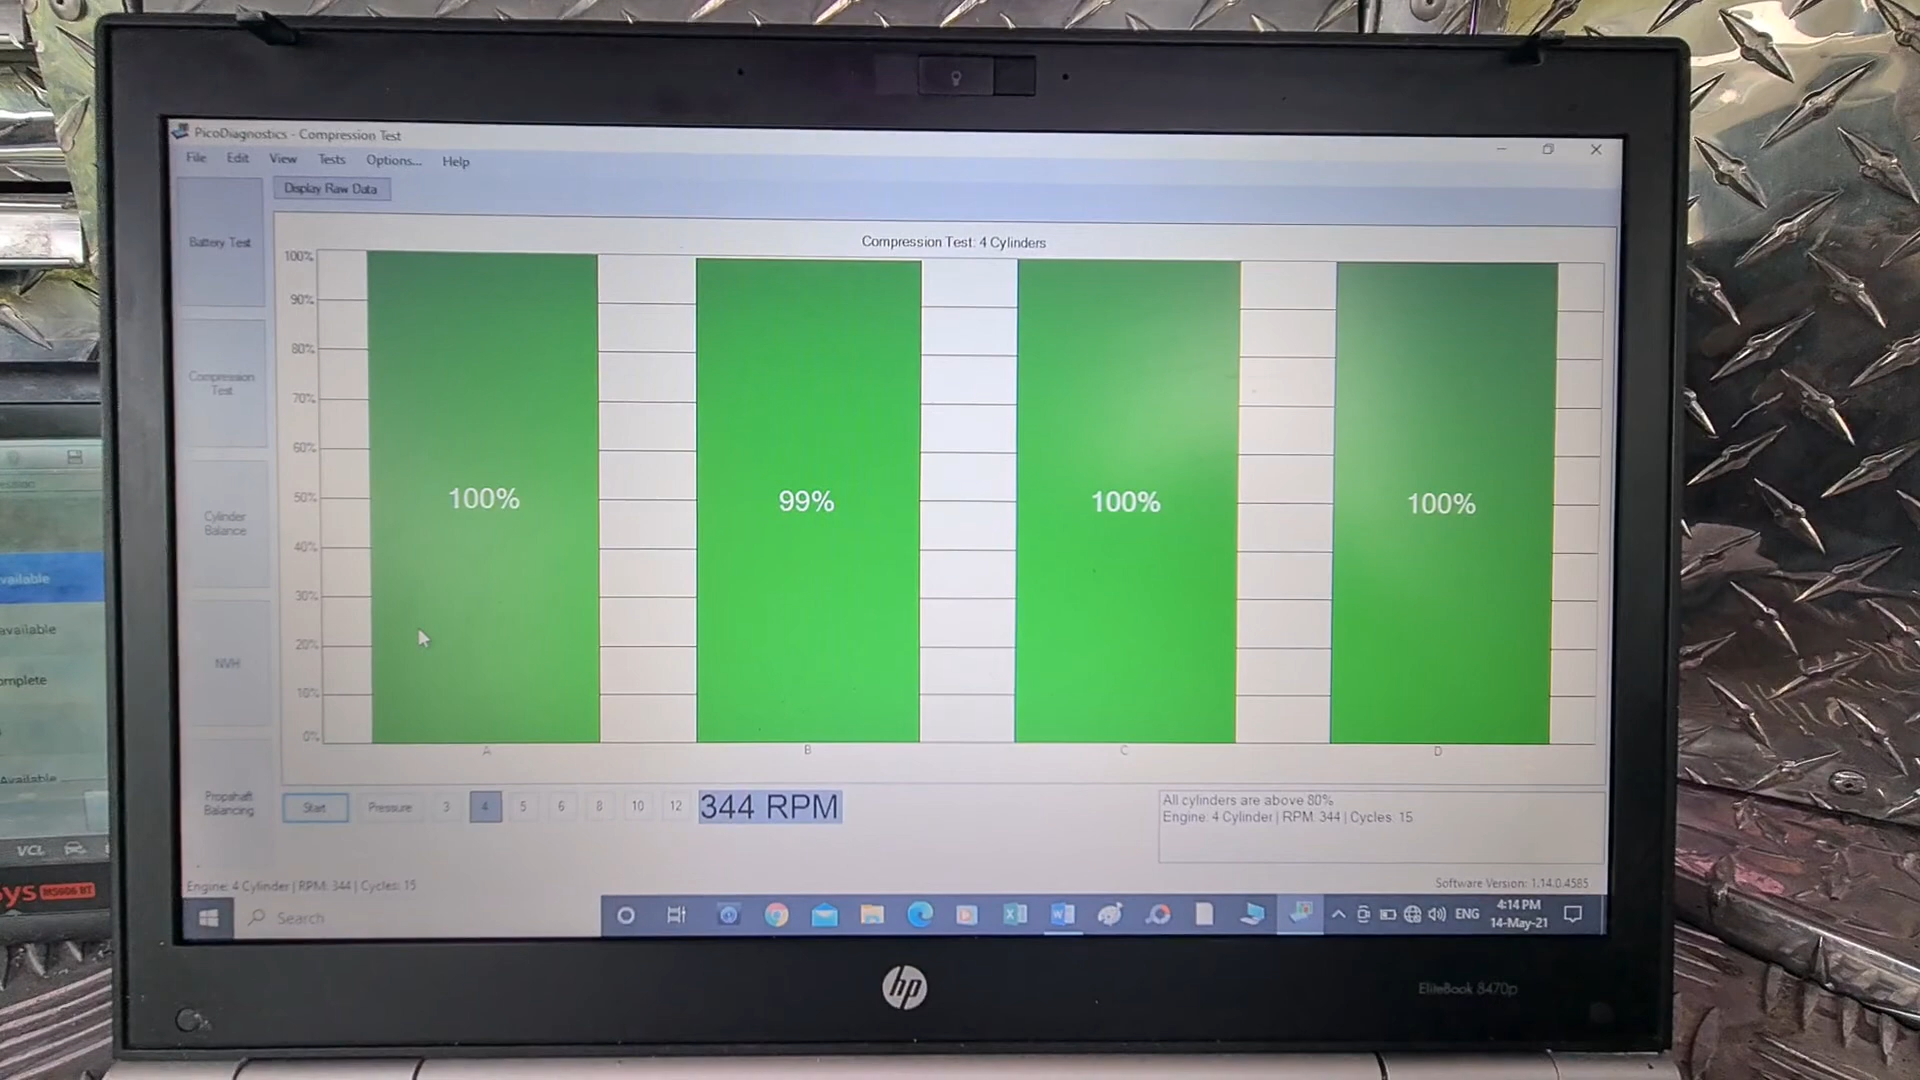 PicoDiagnostics - Compression Test
File Edit View Tests Options... Help
Display Raw Data
Battery Test
Compression
Test
Cylinder
Balance
NVH
Propshaft
Balancing
Compression Test: 4 Cylinders
100%
90%
80%
70%
60%
50%
40%
30%
20%
10%
0%
100% 99% 100% 100%
A B C D
Start Pressure 3 4 5 6 8 10 12 344 RPM
All cylinders are above 80%
Engine: 4 Cylinder | RPM: 344 | Cycles: 15
Engine: 4 Cylinder | RPM: 344 | Cycles: 15
Software Version: 1.14.0.4585
Search
ENG
4:14 PM
14-May-21
hp
EliteBook 8470p
vailable
available
omplete
Available
VCI
sys MS906 BT